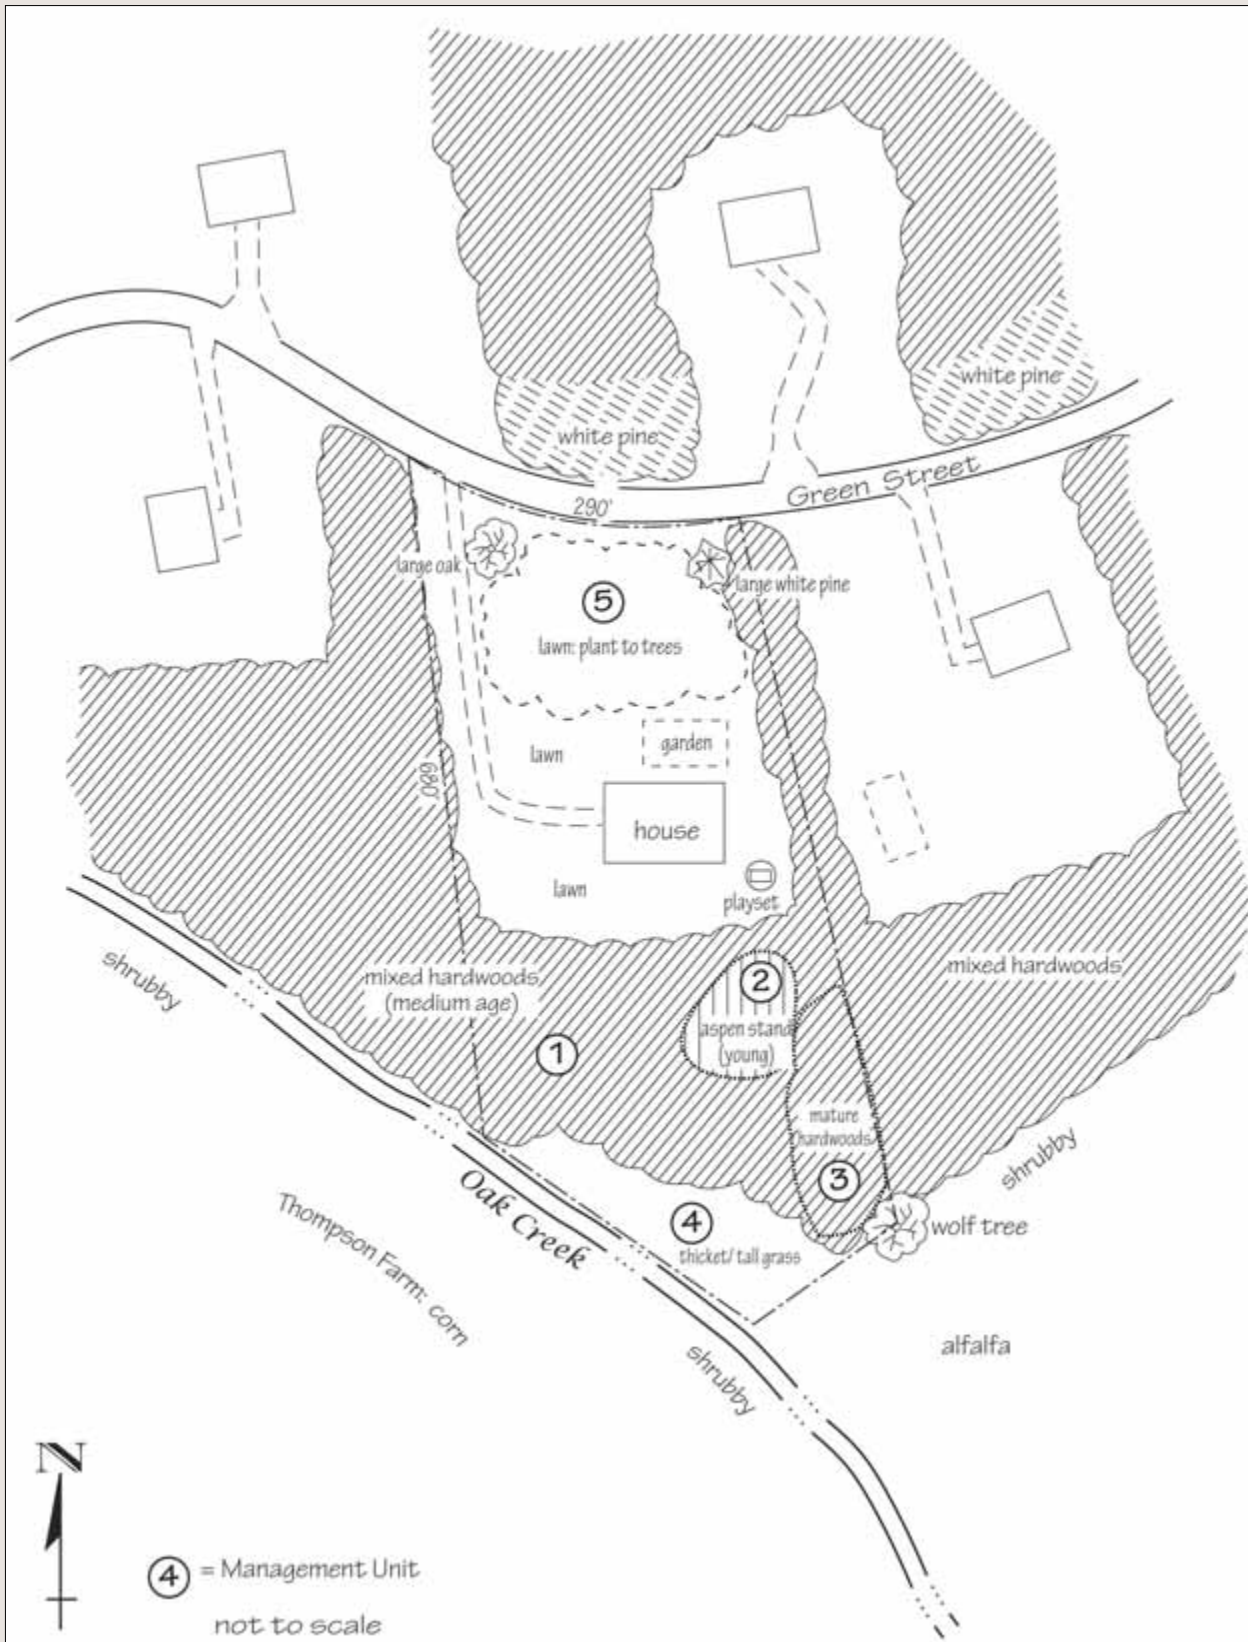 white pine
white pine
Green Street
290'
large oak
large white pine
5
lawn: plant to trees
lawn
garden
680'
house
lawn
playset
shrubby
mixed hardwoods
(medium age)
mixed hardwoods
2
aspen stand
(young)
1
mature
hardwoods
3
shrubby
Oak Creek
4
thicket/ tall grass
wolf tree
Thompson Farm: corn
shrubby
alfalfa
N
4 = Management Unit
not to scale